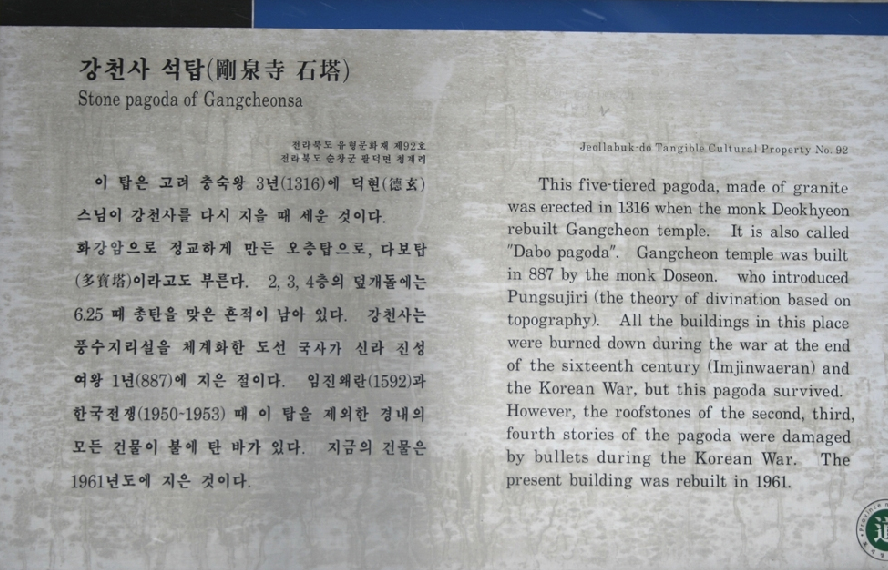 강천사 석탑(剛泉寺 石塔)
Stone pagoda of Gangcheonsa
전라북도 유형문화재 제92호
전라북도 순창군 팔덕면 청계리
이 탑은 고려 충숙왕 3년(1316)에 덕현(德玄)
스님이 강천사를 다시 지을 때 세운 것이다.
화강암으로 정교하게 만든 오층탑으로, 다보탑
(多寶塔)이라고도 부른다. 2, 3, 4층의 덮개돌에는
6.25 때 총탄을 맞은 흔적이 남아 있다. 강천사는
풍수지리설을 체계화한 도선 국사가 신라 진성
여왕 1년(887)에 지은 절이다. 임진왜란(1592)과
한국전쟁(1950~1953) 때 이 탑을 제외한 경내의
모든 건물이 불에 탄 바가 있다. 지금의 건물은
1961년도에 지은 것이다.
Jeollabuk-do Tangible Cultural Property No. 92
This five-tiered pagoda, made of granite
was erected in 1316 when the monk Deokhyeon
rebuilt Gangcheon temple. It is also called
"Dabo pagoda". Gangcheon temple was built
in 887 by the monk Doseon. who introduced
Pungsujiri (the theory of divination based on
topography). All the buildings in this place
were burned down during the war at the end
of the sixteenth century (Imjinwaeran) and
the Korean War, but this pagoda survived.
However, the roofstones of the second, third,
fourth stories of the pagoda were damaged
by bullets during the Korean War. The
present building was rebuilt in 1961.